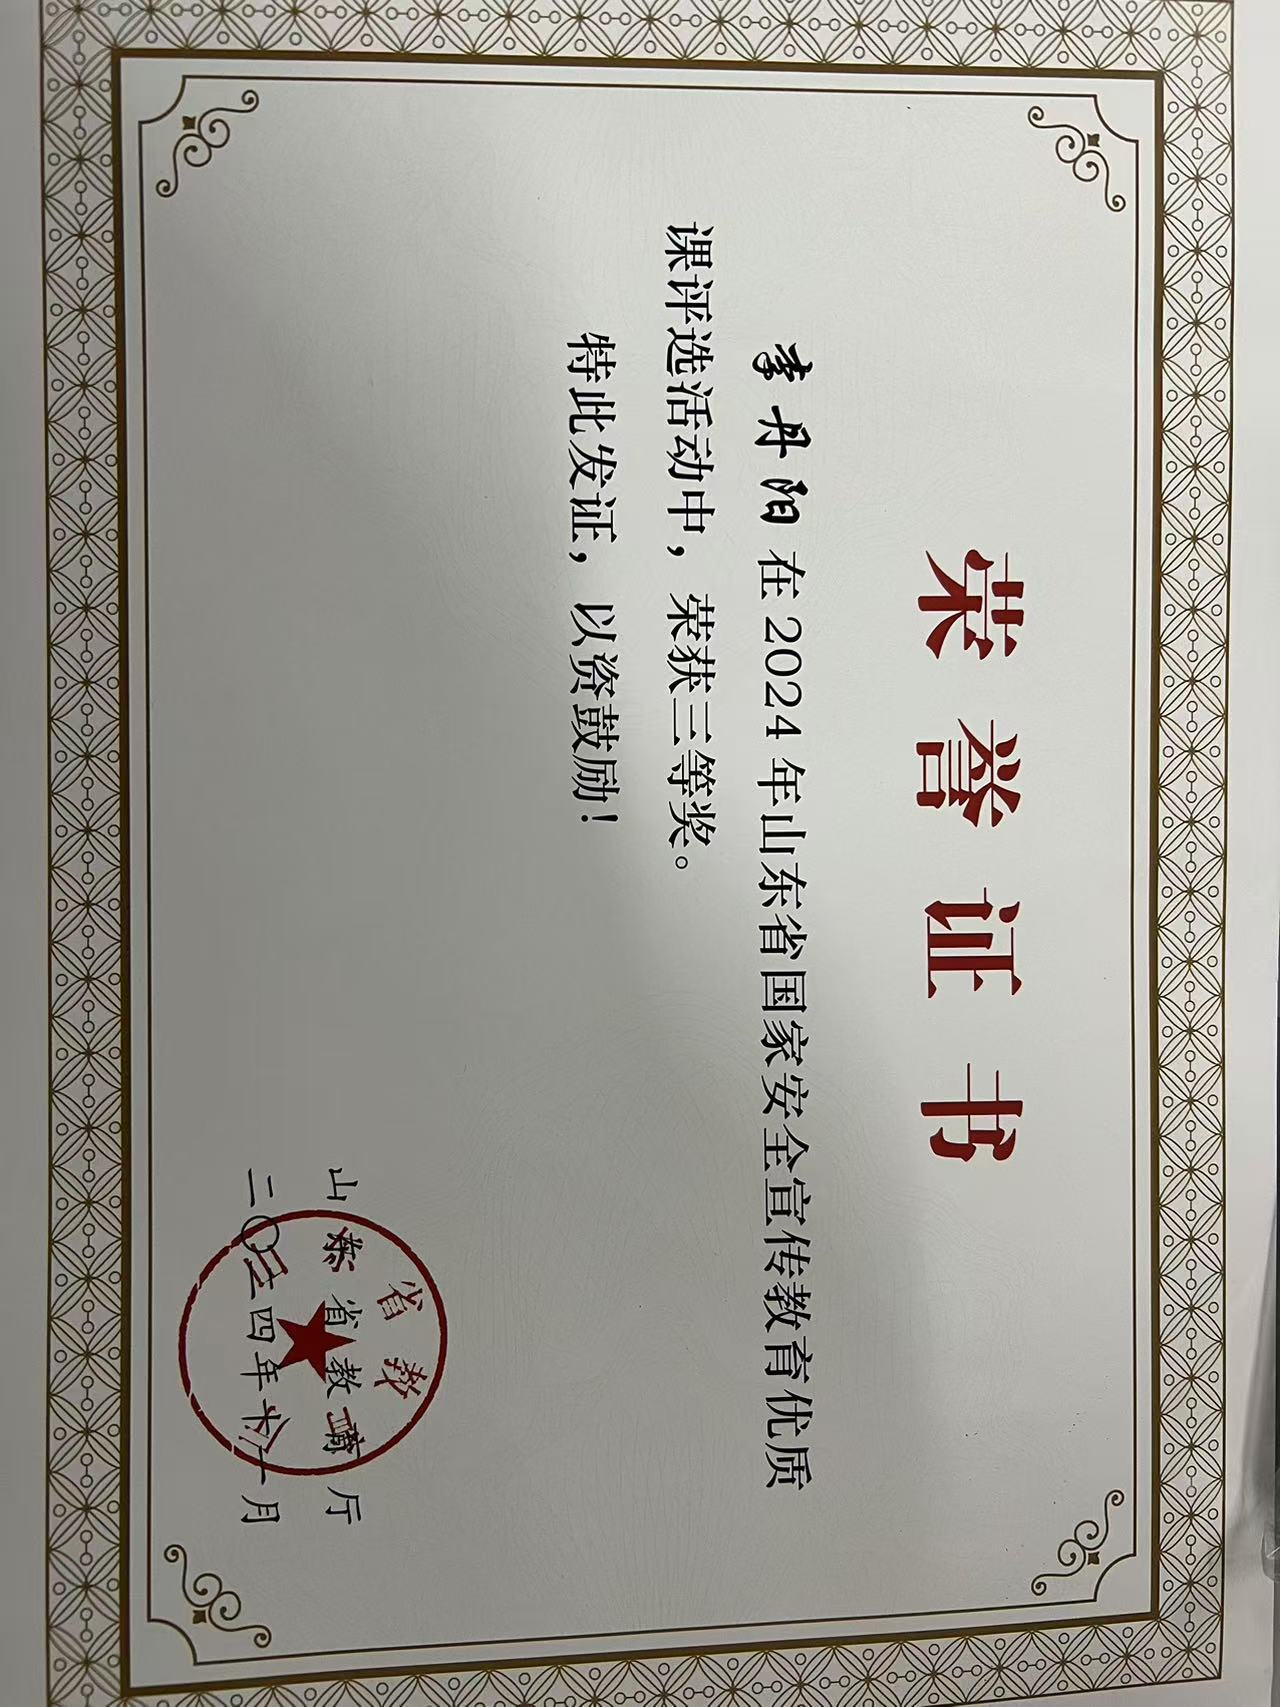 荣誉证书
李丹阳在2024年山东省国家安全宣传教育优质
课评选活动中，荣获三等奖。
特此发证，以资鼓励！
山东省教育厅
二〇二四年十一月